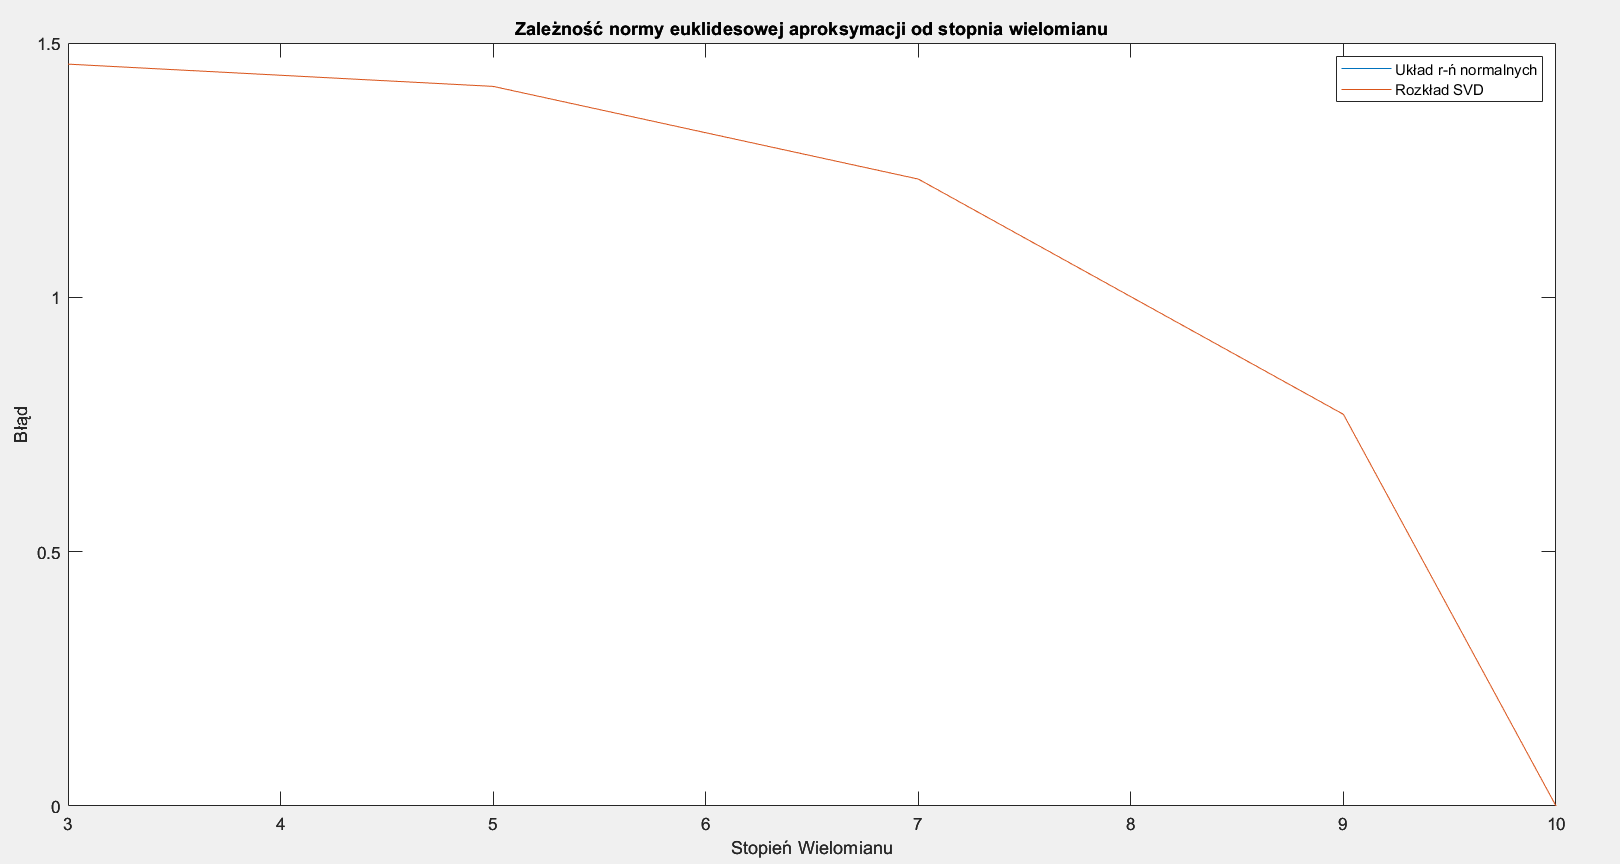 Zależność normy euklidesowej aproksymacji od stopnia wielomianu
Układ r-ń normalnych
Rozkład SVD
1.5
1
0.5
0
Błąd
3 4 5 6 7 8 9 10
Stopień Wielomianu